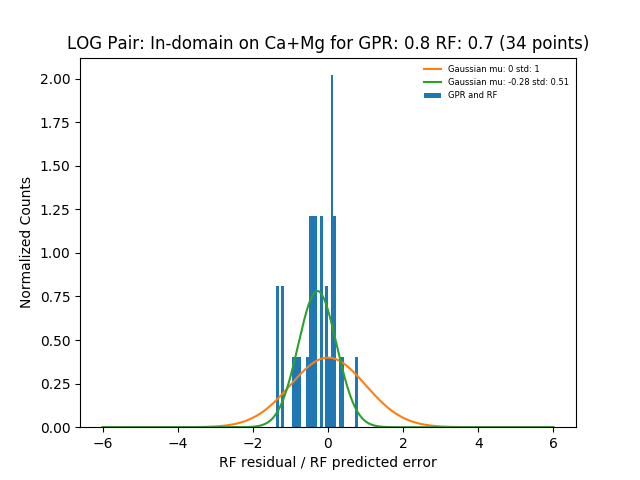 LOG Pair: In-domain on Ca+Mg for GPR: 0.8 RF: 0.7 (34 points)
Gaussian mu: 0 std: 1
Gaussian mu: -0.28 std: 0.51
GPR and RF
2.00
1.75
1.50
1.25
1.00
0.75
0.50
0.25
0.00
Normalized Counts
−6 −4 −2 0 2 4 6
RF residual / RF predicted error